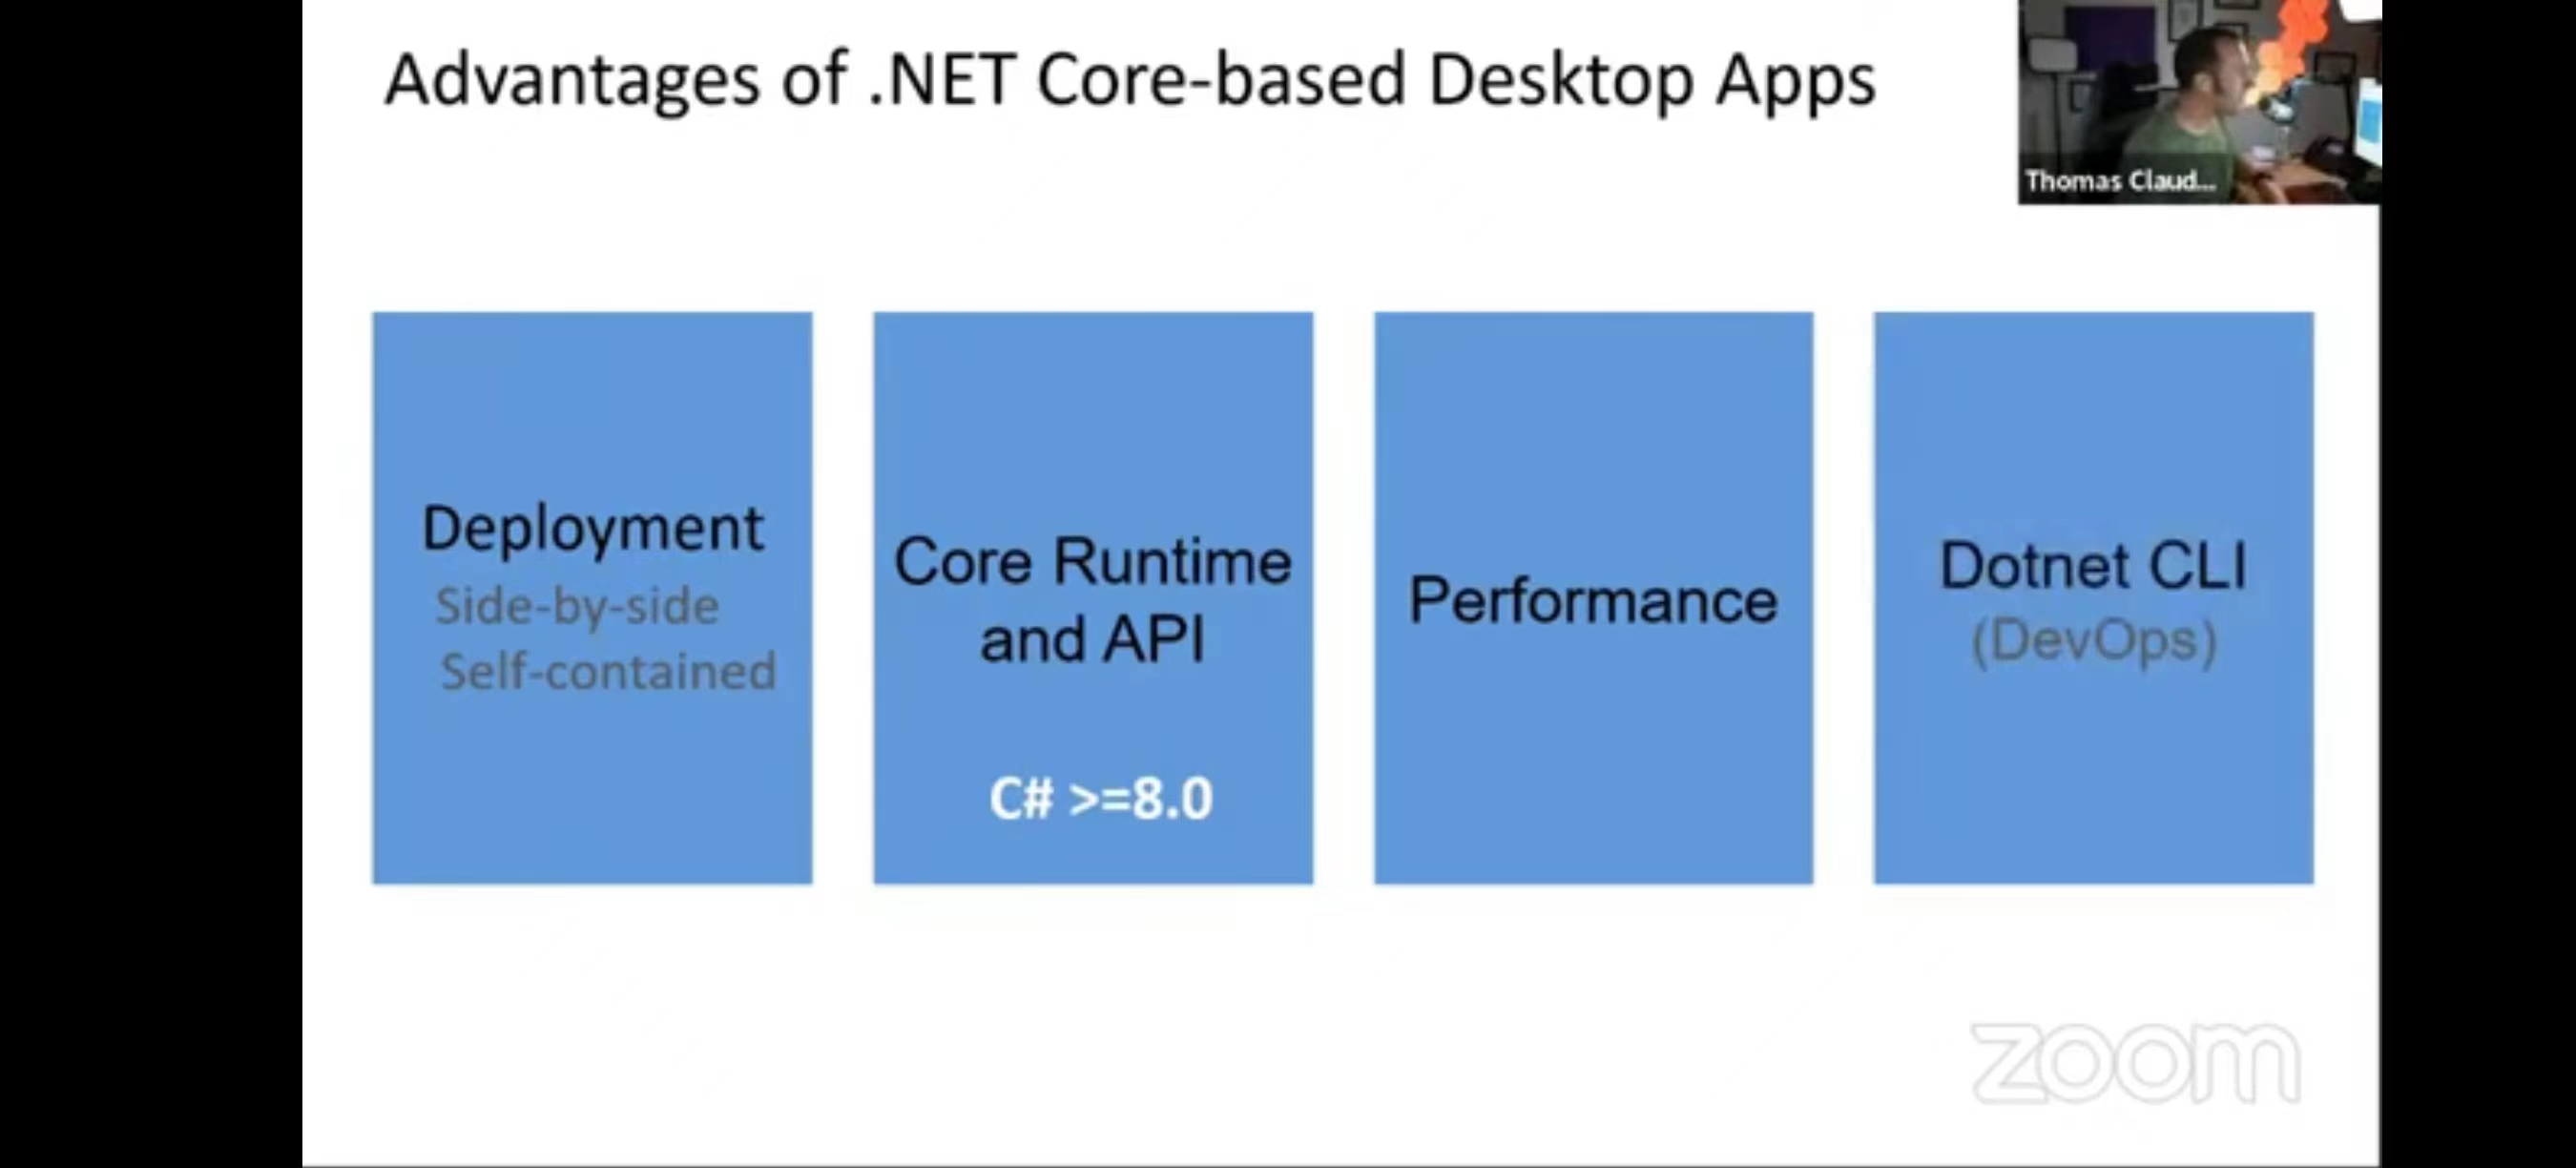 Advantages of .NET Core-based Desktop Apps
Thomas Claud...
Deployment
Side-by-side
Self-contained
Core Runtime
and API
C# >=8.0
Performance
Dotnet CLI
(DevOps)
zoom